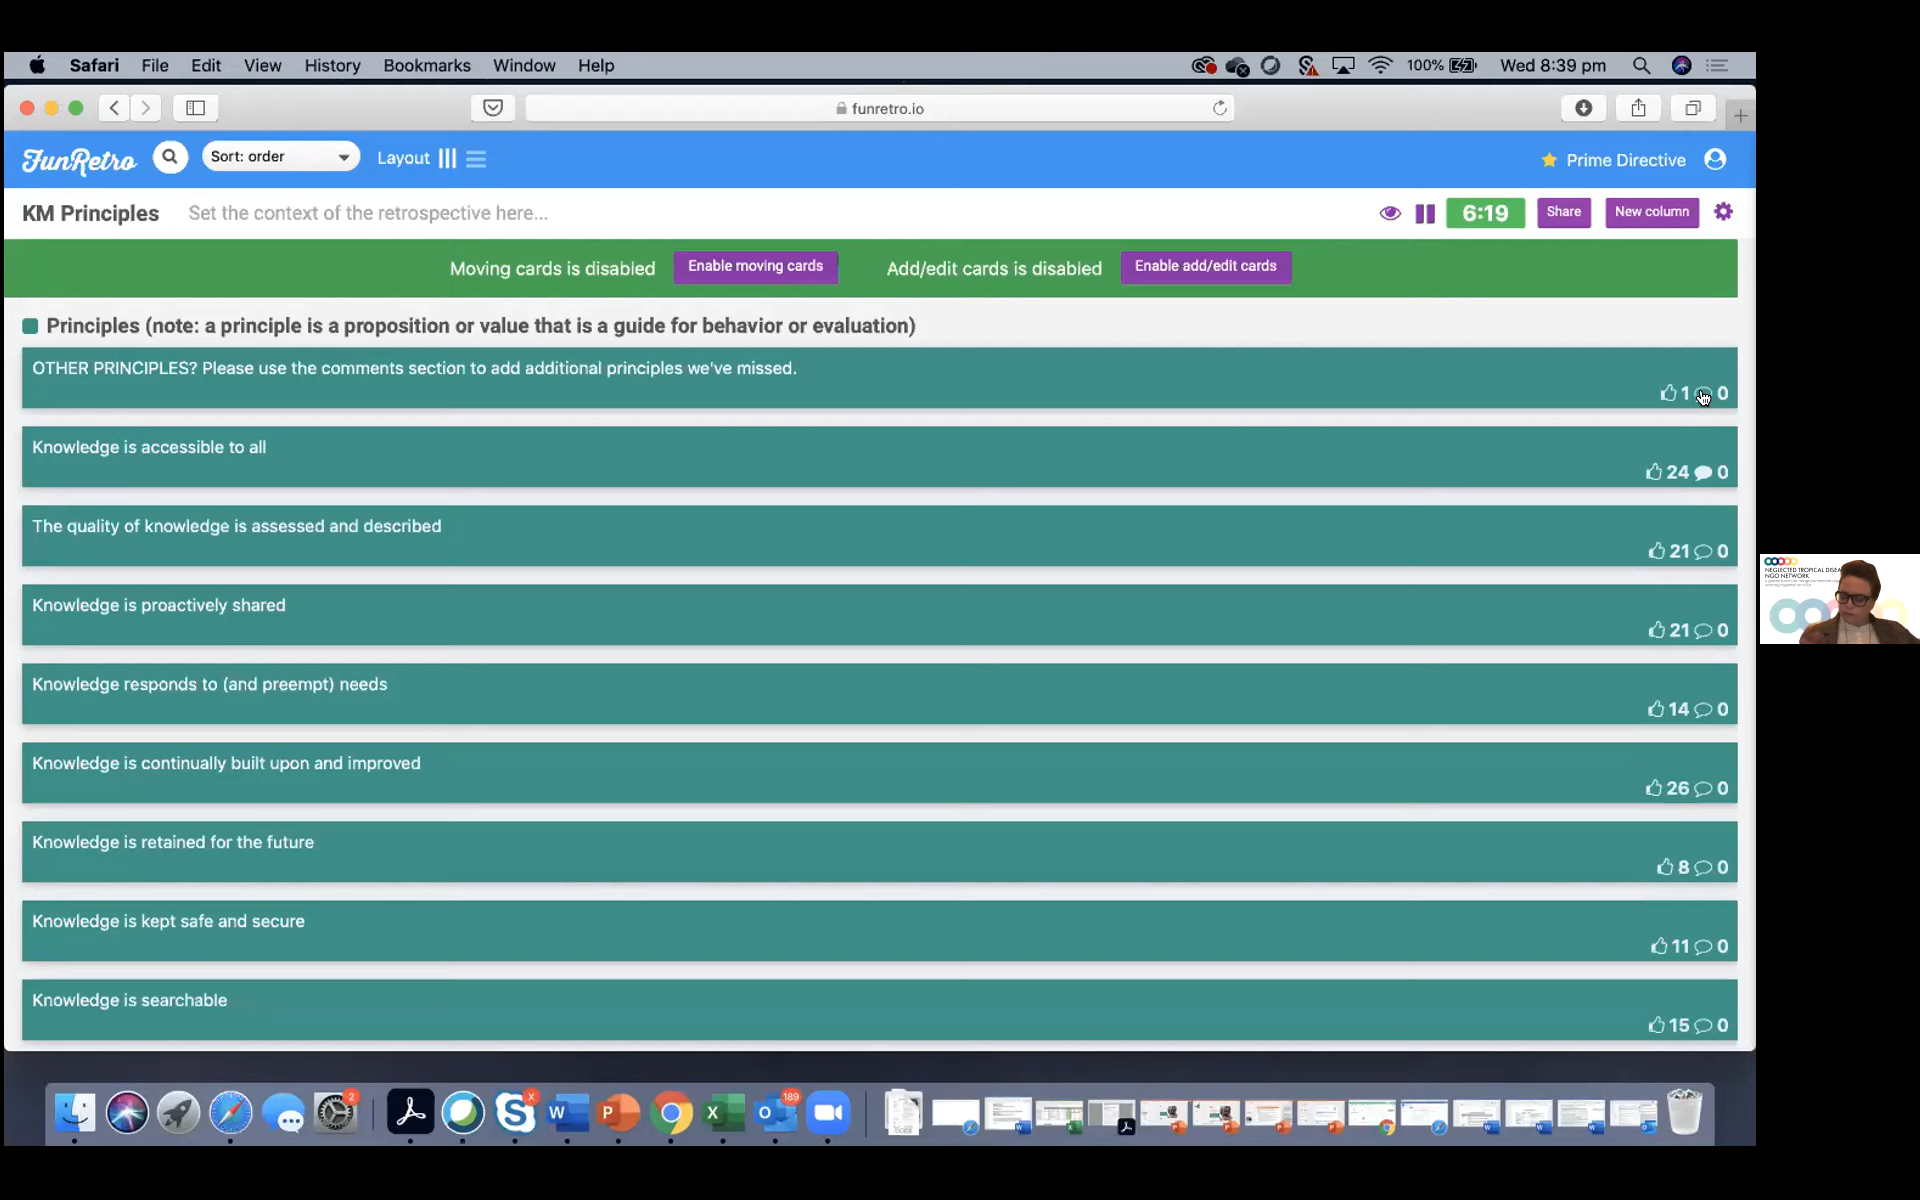 Safari File Edit View History Bookmarks Window Help 100% Wed 8:39 pm
funretro.io
FunRetro Sort: order Layout Prime Directive
KM Principles Set the context of the retrospective here... 6:19 Share New column
Moving cards is disabled Enable moving cards Add/edit cards is disabled Enable add/edit cards
Principles (note: a principle is a proposition or value that is a guide for behavior or evaluation)
OTHER PRINCIPLES? Please use the comments section to add additional principles we've missed.
1 0
Knowledge is accessible to all
24 0
The quality of knowledge is assessed and described
21 0
Knowledge is proactively shared
21 0
Knowledge responds to (and preempt) needs
14 0
Knowledge is continually built upon and improved
26 0
Knowledge is retained for the future
8 0
Knowledge is kept safe and secure
11 0
Knowledge is searchable
15 0
NEGLECTED TROPICAL DISEA
NGO NETWORK
2 189